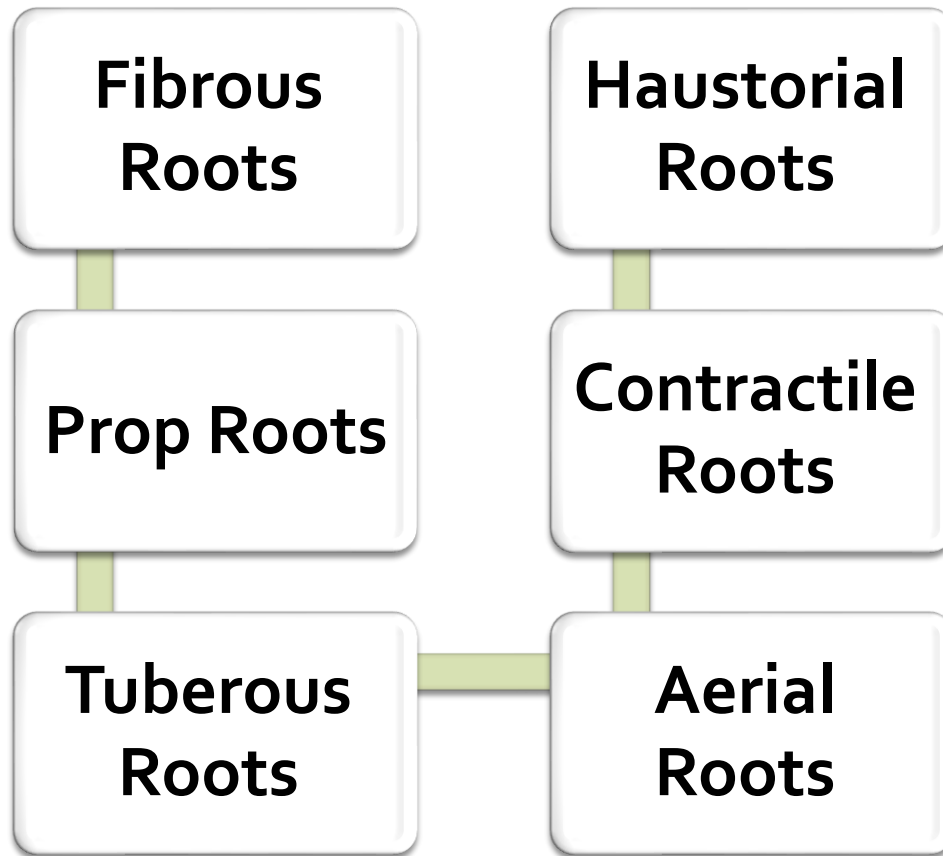 Fibrous
Roots
Prop Roots
Tuberous
Roots
Aerial
Roots
Contractile
Roots
Haustorial
Roots